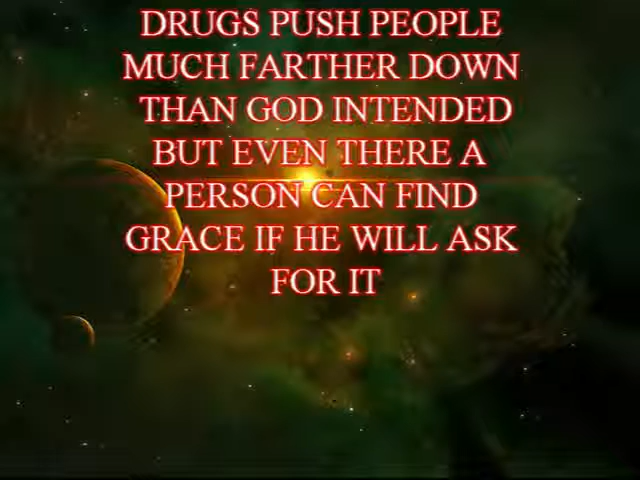 DRUGS PUSH PEOPLE
MUCH FARTHER DOWN
THAN GOD INTENDED
BUT EVEN THERE A
PERSON CAN FIND
GRACE IF HE WILL ASK
FOR IT